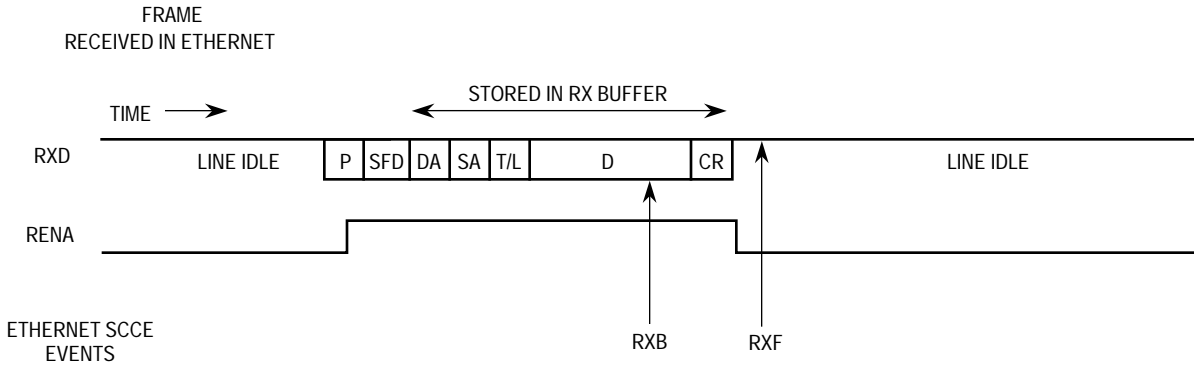 FRAME
RECEIVED IN ETHERNET
STORED IN RX BUFFER
TIME
RXD
LINE IDLE
P
SFD
DA
SA
T/L
D
CR
LINE IDLE
RENA
ETHERNET SCCE
EVENTS
RXB
RXF